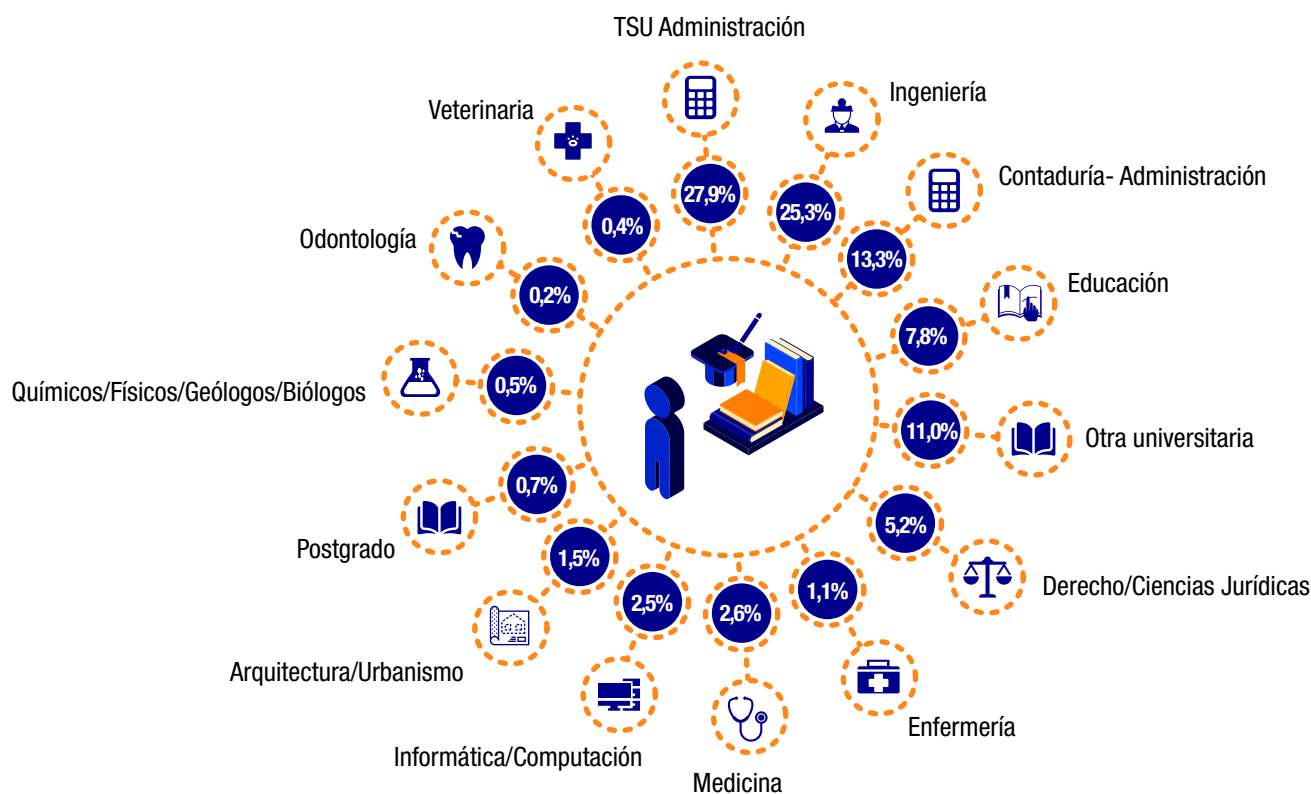 TSU Administración
27,9%
Ingeniería
25,3%
Contaduría- Administración
13,3%
Educación
7,8%
Otra universitaria
11,0%
Derecho/Ciencias Jurídicas
5,2%
Enfermería
1,1%
Medicina
2,6%
Informática/Computación
2,5%
Arquitectura/Urbanismo
1,5%
Postgrado
0,7%
Químicos/Físicos/Geólogos/Biólogos
0,5%
Odontología
0,2%
Veterinaria
0,4%